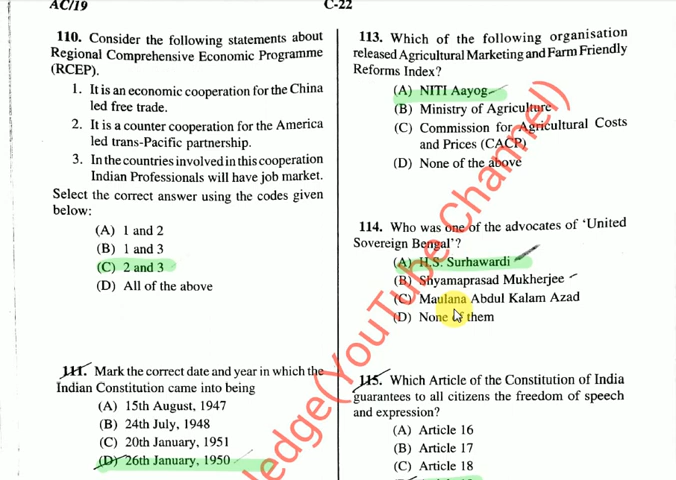 AC/19
C-22
110. Consider the following statements about
Regional Comprehensive Economic Programme
(RCEP).
1. It is an economic cooperation for the China
led free trade.
2. It is a counter cooperation for the America
led trans-Pacific partnership.
3. In the countries involved in this cooperation
Indian Professionals will have job market.
Select the correct answer using the codes given
below:
(A) 1 and 2
(B) 1 and 3
(C) 2 and 3
(D) All of the above
111. Mark the correct date and year in which the
Indian Constitution came into being
(A) 15th August, 1947
(B) 24th July, 1948
(C) 20th January, 1951
(D) 26th January, 1950
113. Which of the following organisation
released Agricultural Marketing and Farm Friendly
Reforms Index?
(A) NITI Aayog
(B) Ministry of Agriculture
(C) Commission for Agricultural Costs
and Prices (CACP)
(D) None of the above
114. Who was one of the advocates of 'United
Sovereign Bengal'?
(A) H.S. Surhawardi
(B) Shyamaprasad Mukherjee
(C) Maulana Abdul Kalam Azad
(D) None of them
115. Which Article of the Constitution of India
guarantees to all citizens the freedom of speech
and expression?
(A) Article 16
(B) Article 17
(C) Article 18
(YouTube Channel)